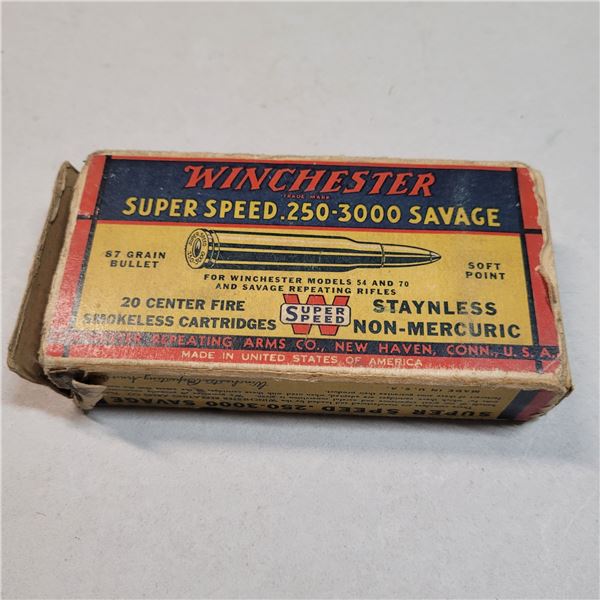 WINCHESTER
TRADE MARK
SUPER SPEED .250-3000 SAVAGE
87 GRAIN BULLET
SOFT POINT
FOR WINCHESTER MODELS 54 AND 70
AND SAVAGE REPEATING RIFLES
20 CENTER FIRE
SMOKELESS CARTRIDGES
W
SUPER
SPEED
STAYNLESS
NON-MERCURIC
REPEATING ARMS CO., NEW HAVEN, CONN., U.S.A.
MADE IN UNITED STATES OF AMERICA
SUPER SPEED .250-3000 SAVAGE